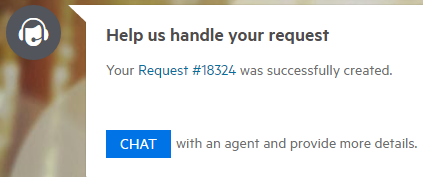 Help us handle your request
Your Request #18324 was successfully created.
CHAT with an agent and provide more details.